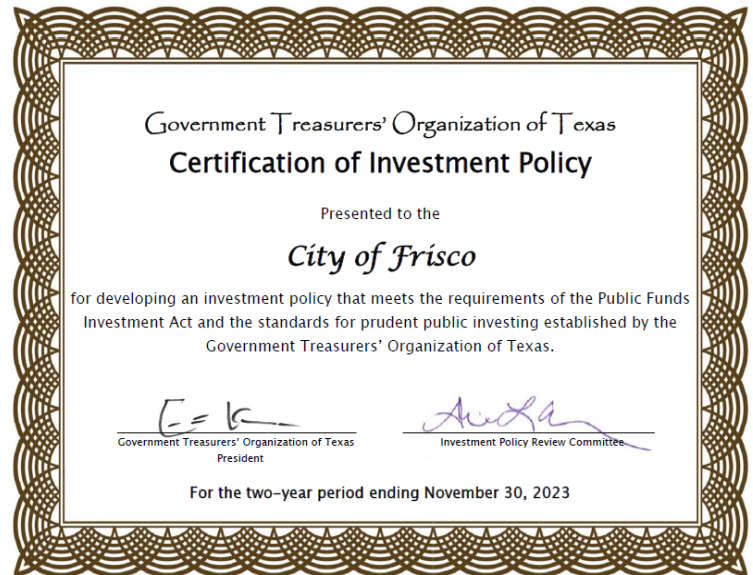 Government Treasurers' Organization of Texas
Certification of Investment Policy
Presented to the
City of Frisco
for developing an investment policy that meets the requirements of the Public Funds
Investment Act and the standards for prudent public investing established by the
Government Treasurers' Organization of Texas.
Government Treasurers' Organization of Texas
President
Investment Policy Review Committee
For the two-year period ending November 30, 2023